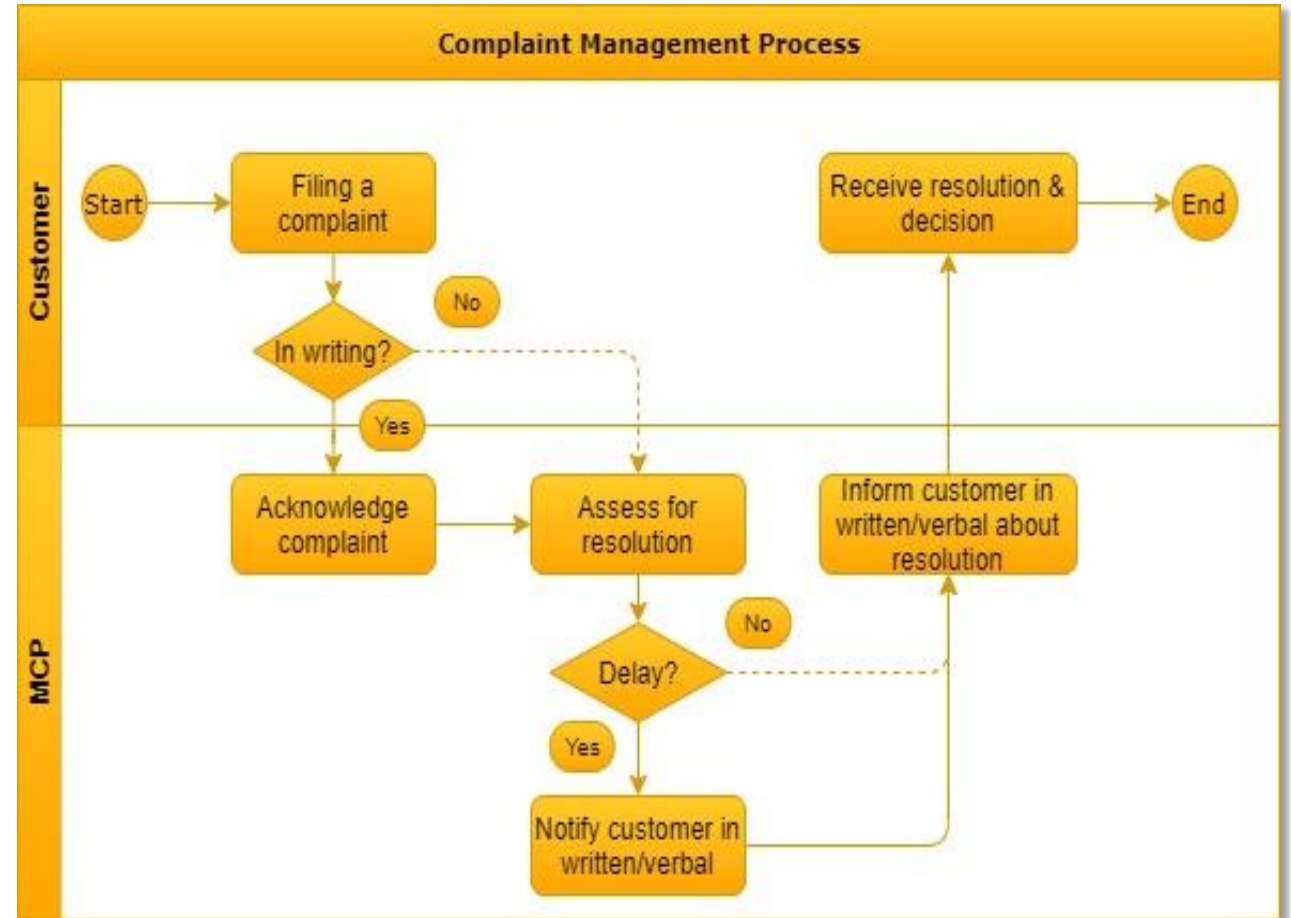 Complaint Management Process
Customer
Start
Filing a
complaint
Receive resolution &
decision
End
No
In writing?
Yes
MCP
Acknowledge
complaint
Assess for
resolution
Inform customer in
written/verbal about
resolution
No
Delay?
Yes
Notify customer in
written/verbal